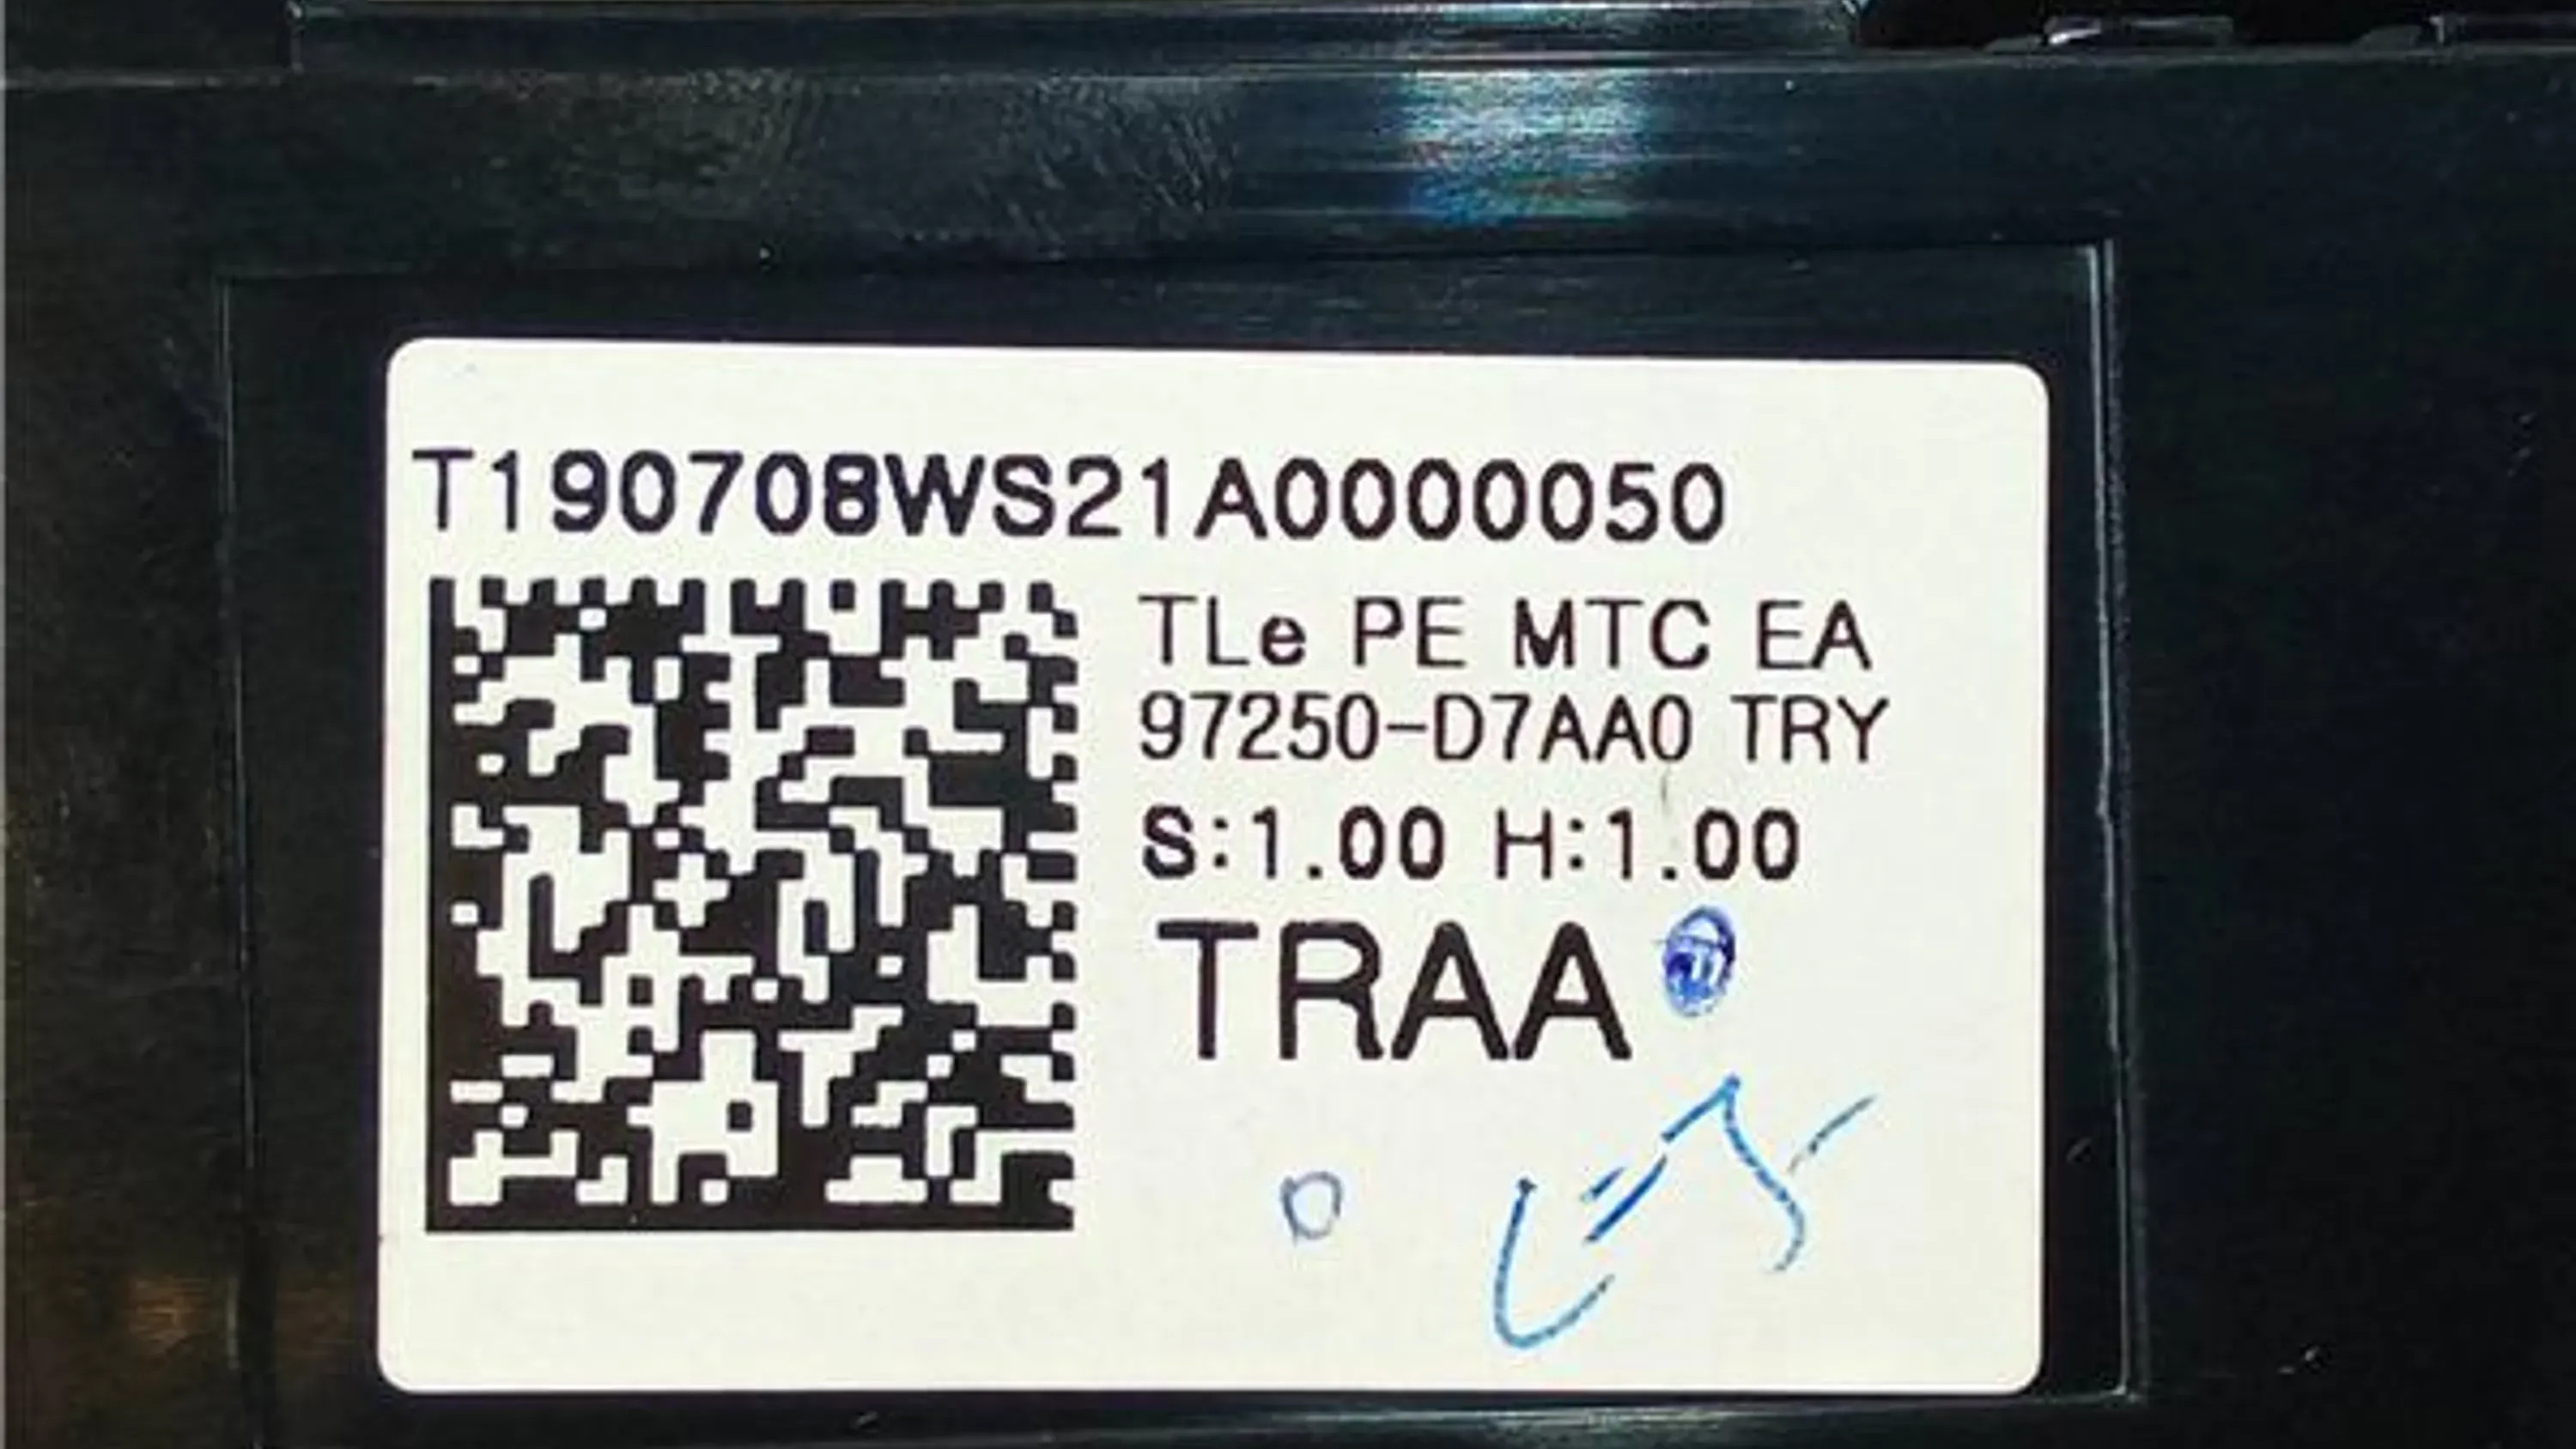 T190708WS21A0000050
TLe PE MTC EA
97250-D7AA0 TRY
S:1.00 H:1.00
TRAA